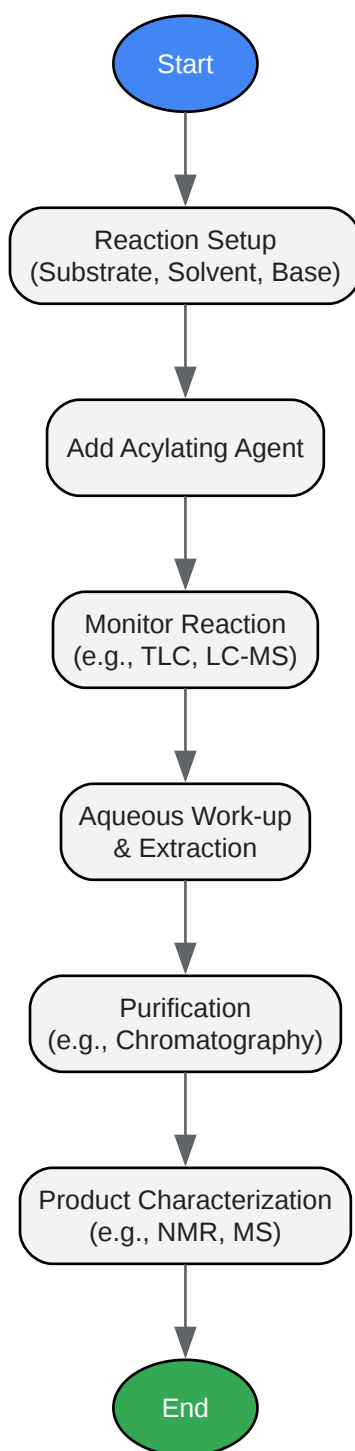 Start
Reaction Setup
(Substrate, Solvent, Base)
Add Acylating Agent
Monitor Reaction
(e.g., TLC, LC-MS)
Aqueous Work-up
& Extraction
Purification
(e.g., Chromatography)
Product Characterization
(e.g., NMR, MS)
End